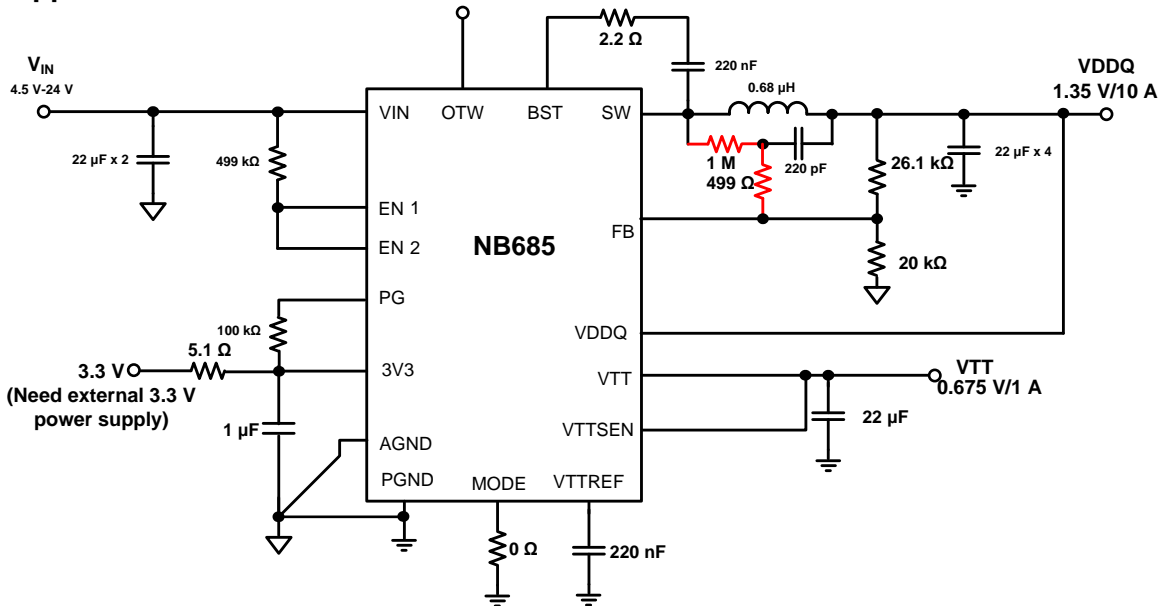 2.2 Ω
VIN
4.5 V-24 V
220 nF
VDDQ
1.35 V/10 A
0.68 µH
VIN
OTW
BST
SW
22 µF x 2
499 kΩ
1 M
499 Ω
220 pF
26.1 kΩ
22 µF x 4
EN 1
FB
EN 2
NB685
20 kΩ
PG
100 kΩ
VDDQ
5.1 Ω
3.3 V
(Need external 3.3 V
power supply)
3V3
VTT
VTT
0.675 V/1 A
1 µF
22 µF
AGND
VTTSEN
PGND
MODE
VTTREF
0 Ω
220 nF